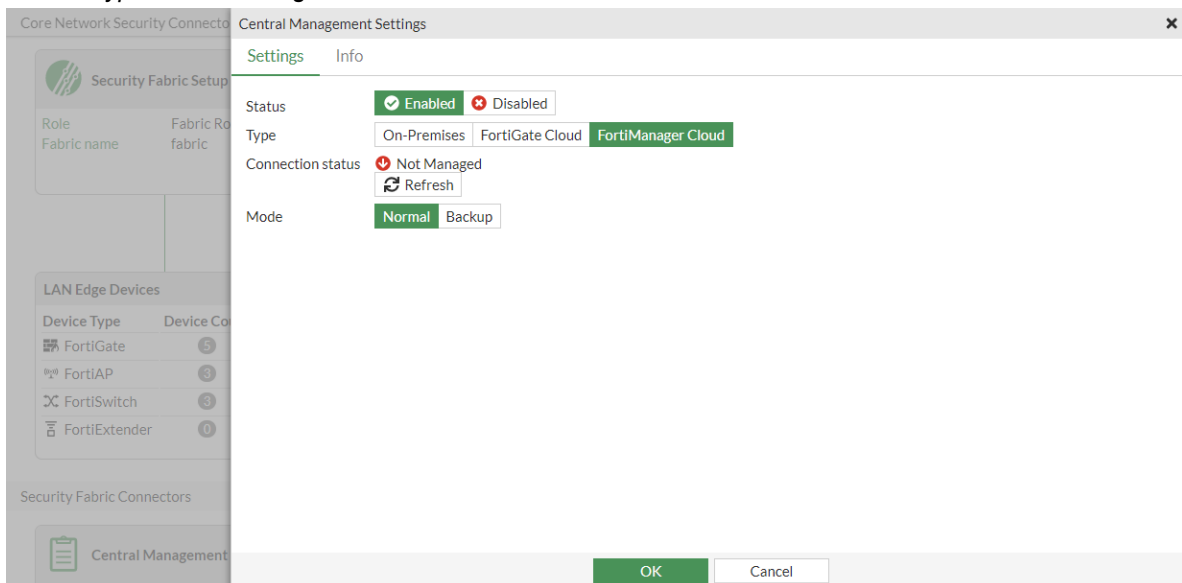 Core Network Security Connecto
Central Management Settings
Settings Info
Security Fabric Setup
Role Fabric Ro
Fabric name fabric
Status Enabled Disabled
Type On-Premises FortiGate Cloud FortiManager Cloud
Connection status Not Managed
Refresh
Mode Normal Backup
LAN Edge Devices
Device Type Device Co
FortiGate 5
FortiAP 3
FortiSwitch 3
FortiExtender 0
Security Fabric Connectors
Central Management
OK Cancel